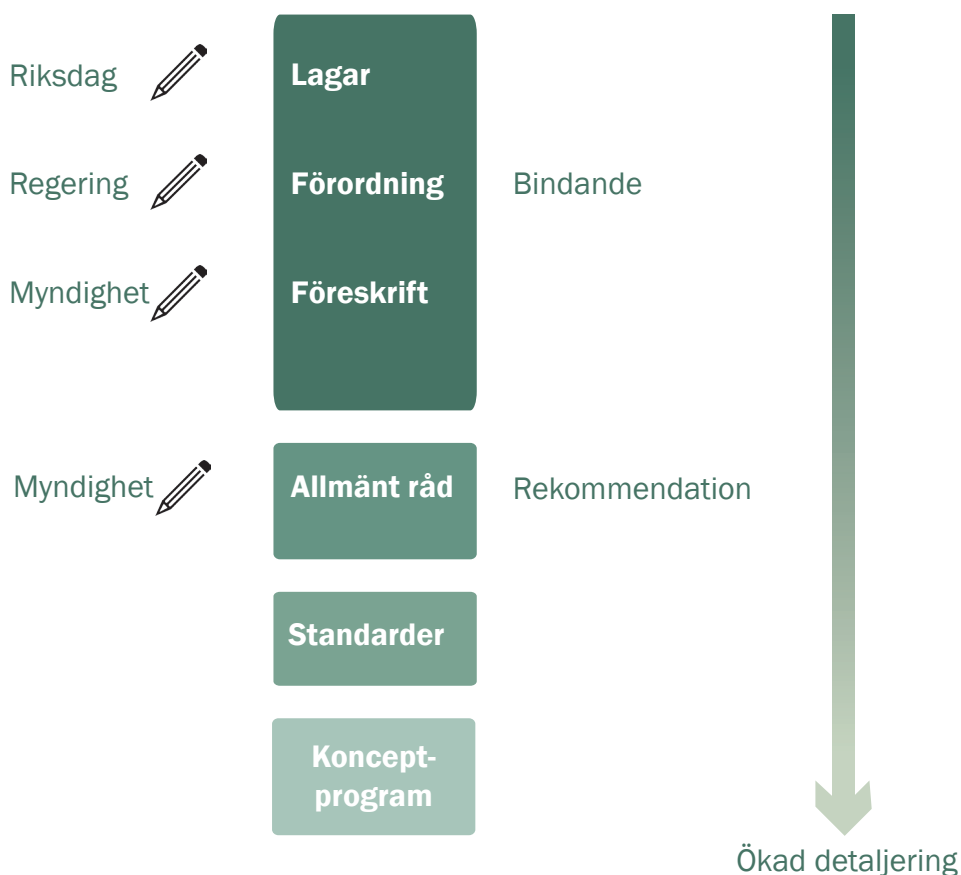 Riksdag
Lagar
Regering
Förordning
Bindande
Myndighet
Föreskrift
Myndighet
Allmänt råd
Rekommendation
Standarder
Koncept-
program
Ökad detaljering